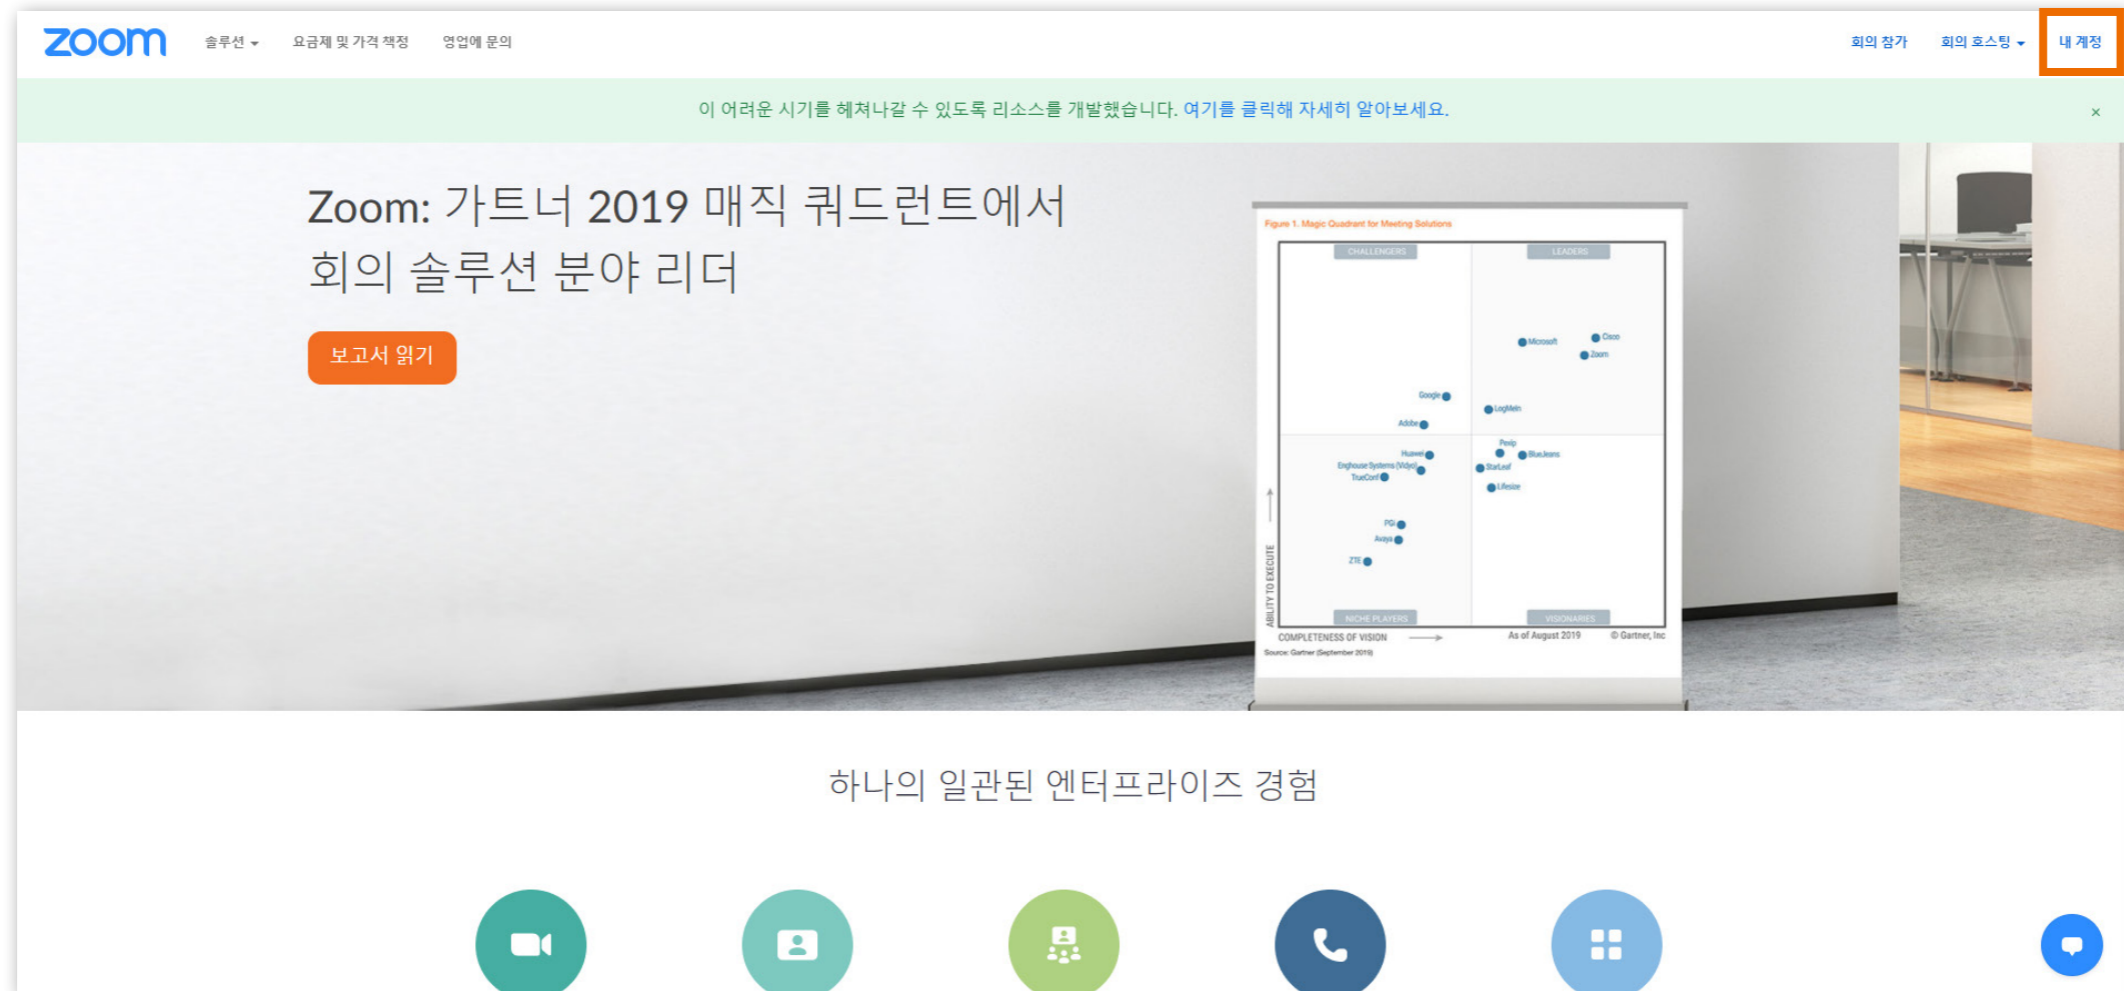 zoom
솔루션
요금제 및 가격 책정
영업에 문의
회의 참가
회의 호스팅
내 계정
이 어려운 시기를 헤쳐나갈 수 있도록 리소스를 개발했습니다. 여기를 클릭해 자세히 알아보세요.
×
Zoom: 가트너 2019 매직 쿼드런트에서
회의 솔루션 분야 리더
보고서 읽기
Figure 1. Magic Quadrant for Meeting Solutions
CHALLENGERS
LEADERS
Microsoft
Cisco
Zoom
Google
LogMeIn
Adobe
Pexip
Huawei
BlueJeans
Enghouse Systems (Vidyo)
StarLeaf
TrueConf
Lifesize
PGi
Avaya
ZTE
ABILITY TO EXECUTE
NICHE PLAYERS
VISIONARIES
COMPLETENESS OF VISION
As of August 2019
© Gartner, Inc
Source: Gartner (September 2019)
하나의 일관된 엔터프라이즈 경험